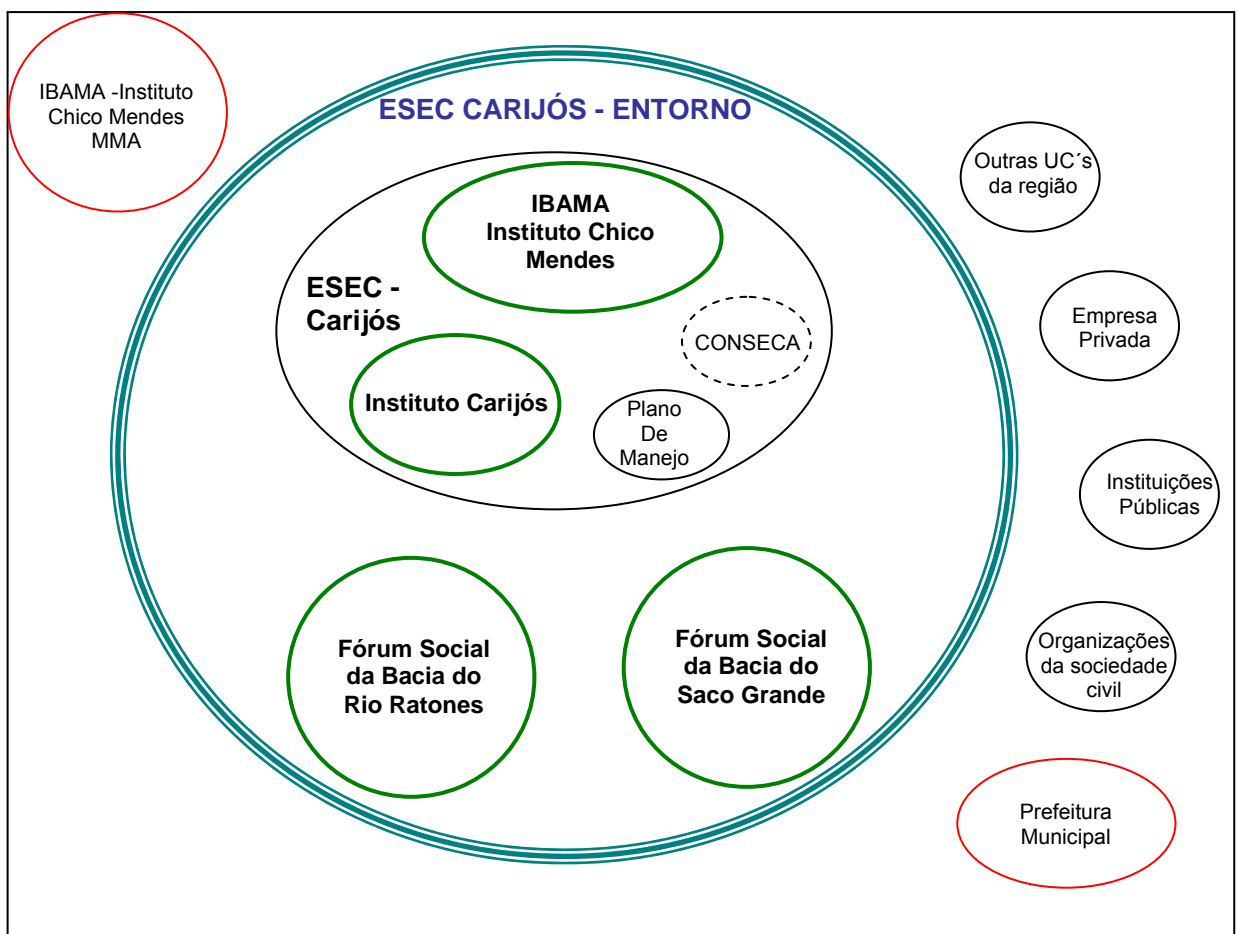 IBAMA -Instituto
Chico Mendes
MMA
ESEC CARIJÓS - ENTORNO
Outras UC´s
da região
IBAMA
Instituto Chico
Mendes
ESEC -
Carijós
CONSECA
Empresa
Privada
Instituto Carijós
Plano
De
Manejo
Instituições
Públicas
Fórum Social
da Bacia do
Rio Ratones
Fórum Social
da Bacia do
Saco Grande
Organizações
da sociedade
civil
Prefeitura
Municipal